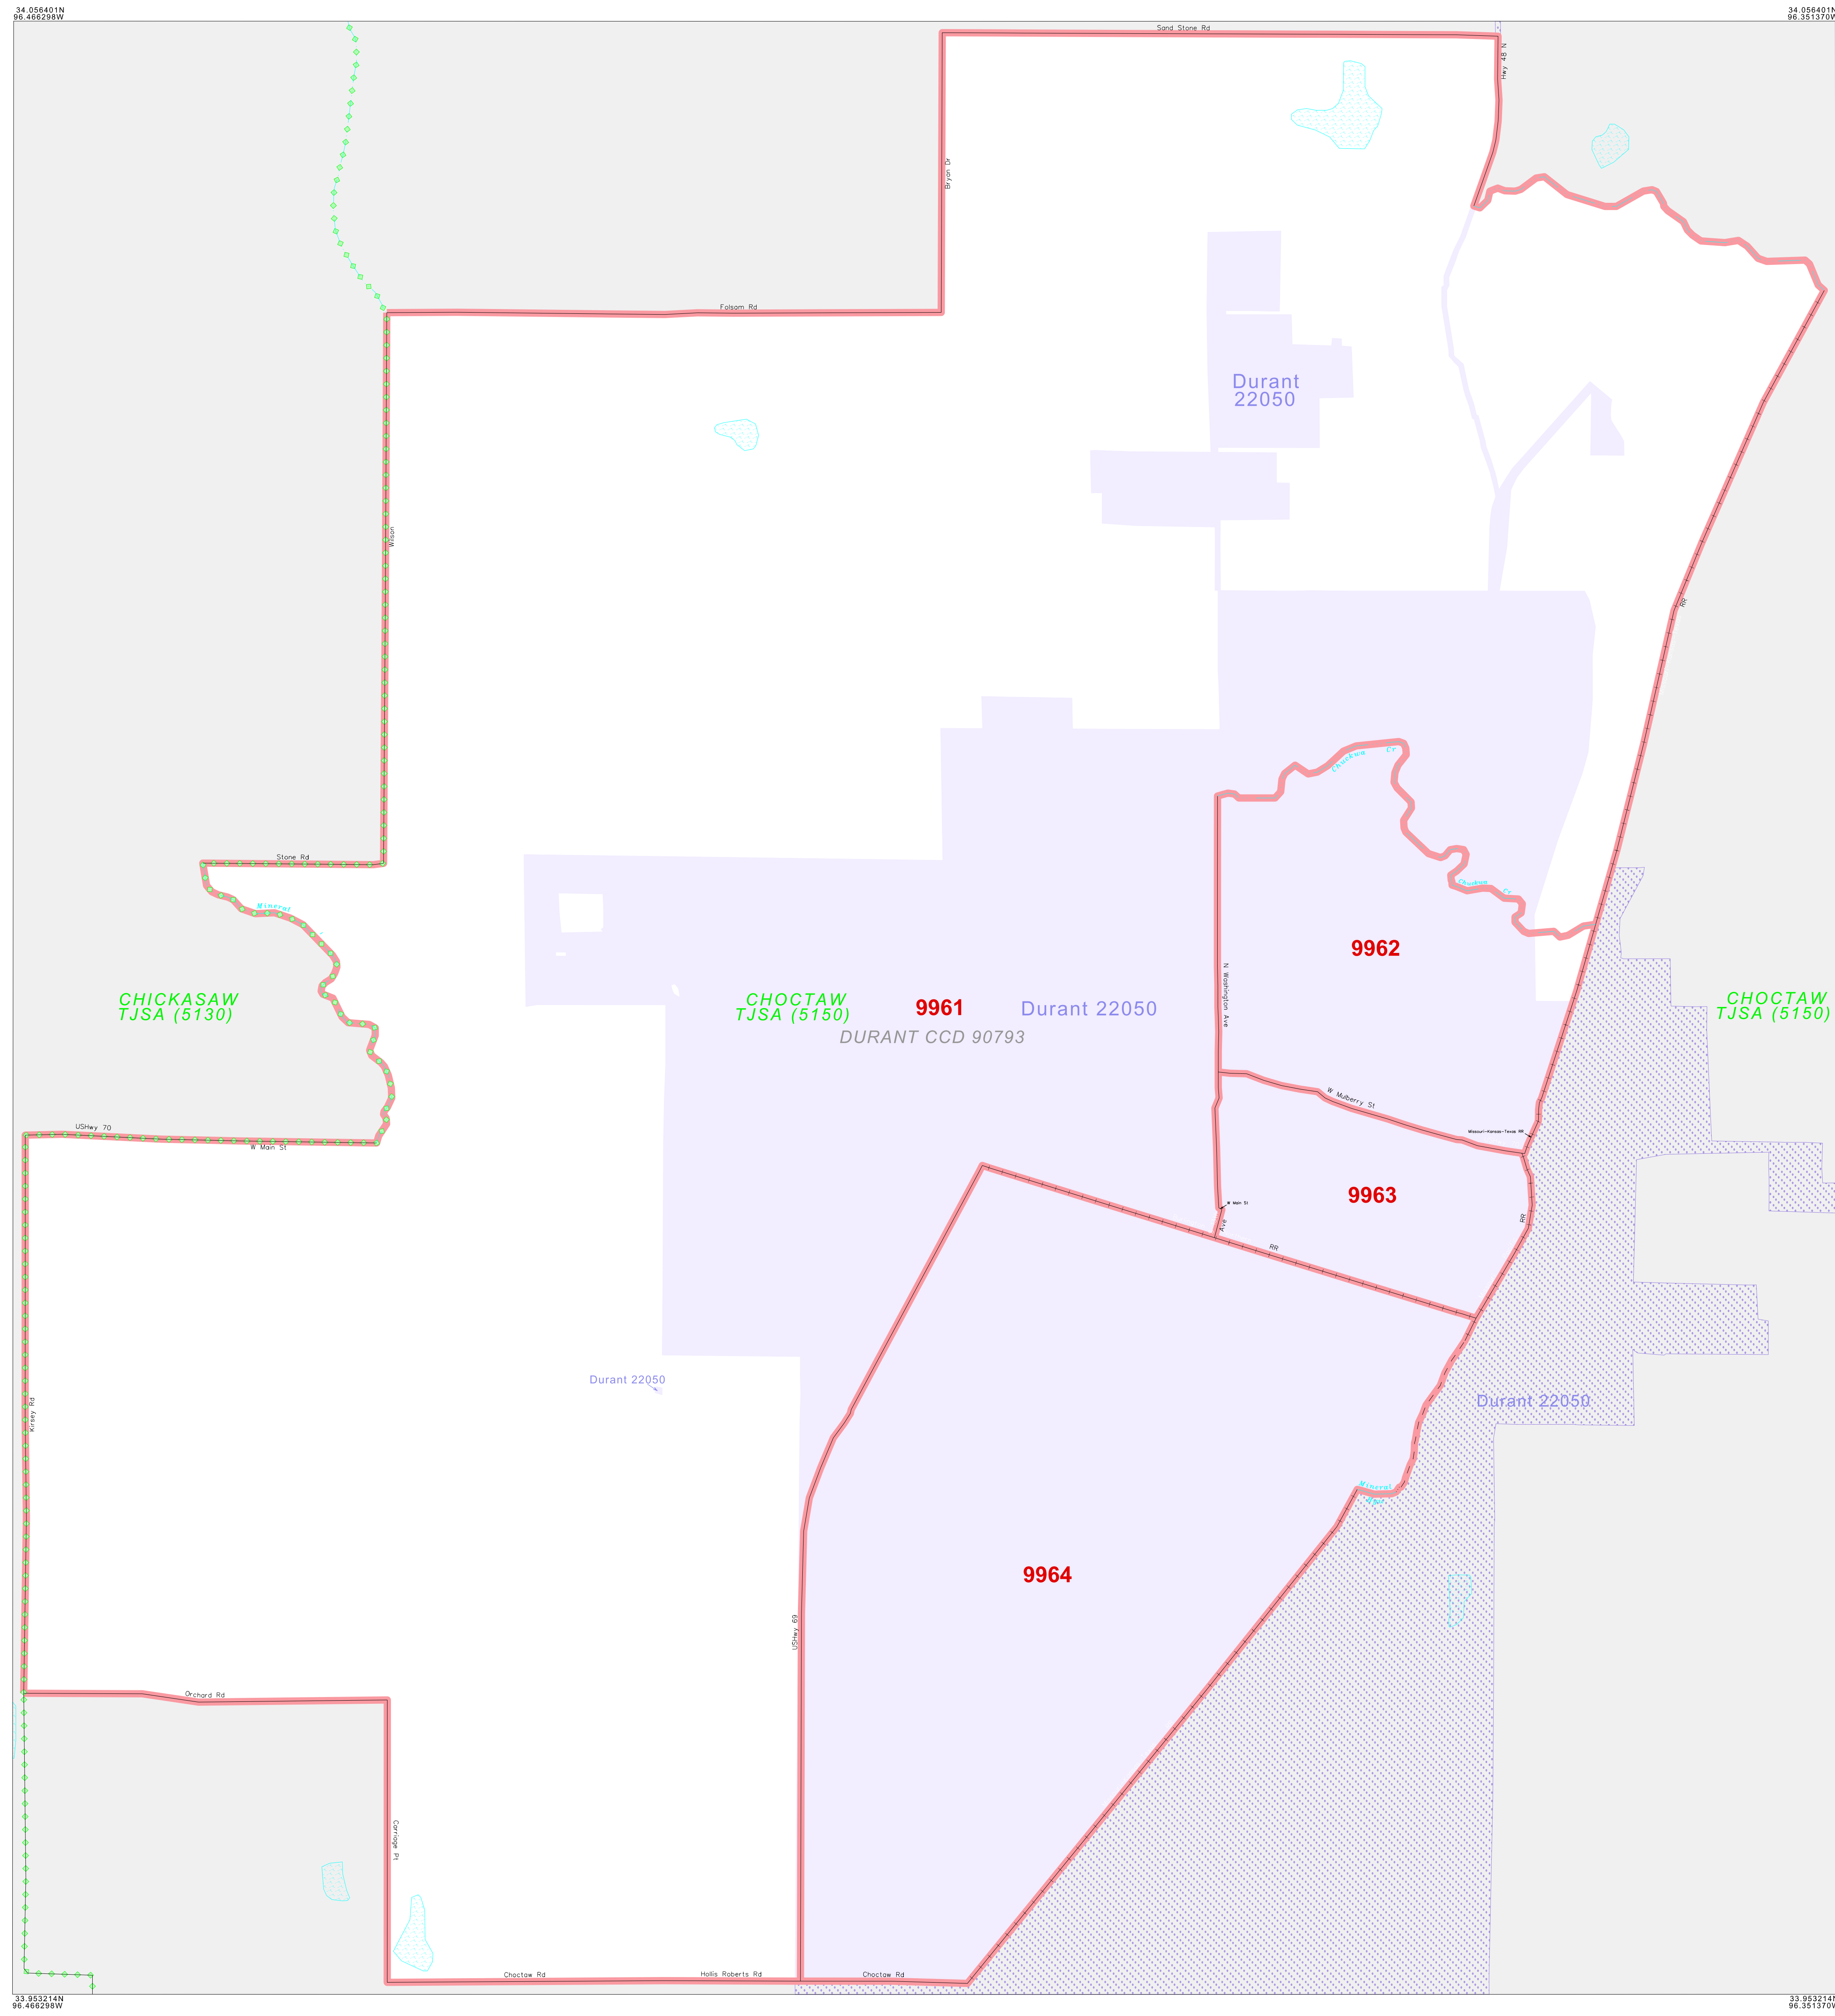 34.056401N
96.466298W
34.056401N
96.351370W
Sand Stone Rd
Hwy 48 N
Bryan Dr
Folsom Rd
Durant
22050
Wilson
RR
Chuckwa
Cr
Stone Rd
Mineral
Chuckwa
Cr
9962
CHICKASAW
TJSA (5130)
CHOCTAW
TJSA (5150)
9961
Durant 22050
DURANT CCD 90793
N Washington Ave
CHOCTAW
TJSA (5150)
USHwy 70
W Main St
W Mulberry St
Missouri-Kansas-Texas RR
9963
W Main St
Ave
RR
RR
Durant 22050
Kirsey Rd
Durant 22050
Mineral
9964
USHwy 69
Orchard Rd
Carriage Pt
Choctaw Rd
Hollis Roberts Rd
Choctaw Rd
33.953214N
96.466298W
33.953214N
96.351370W